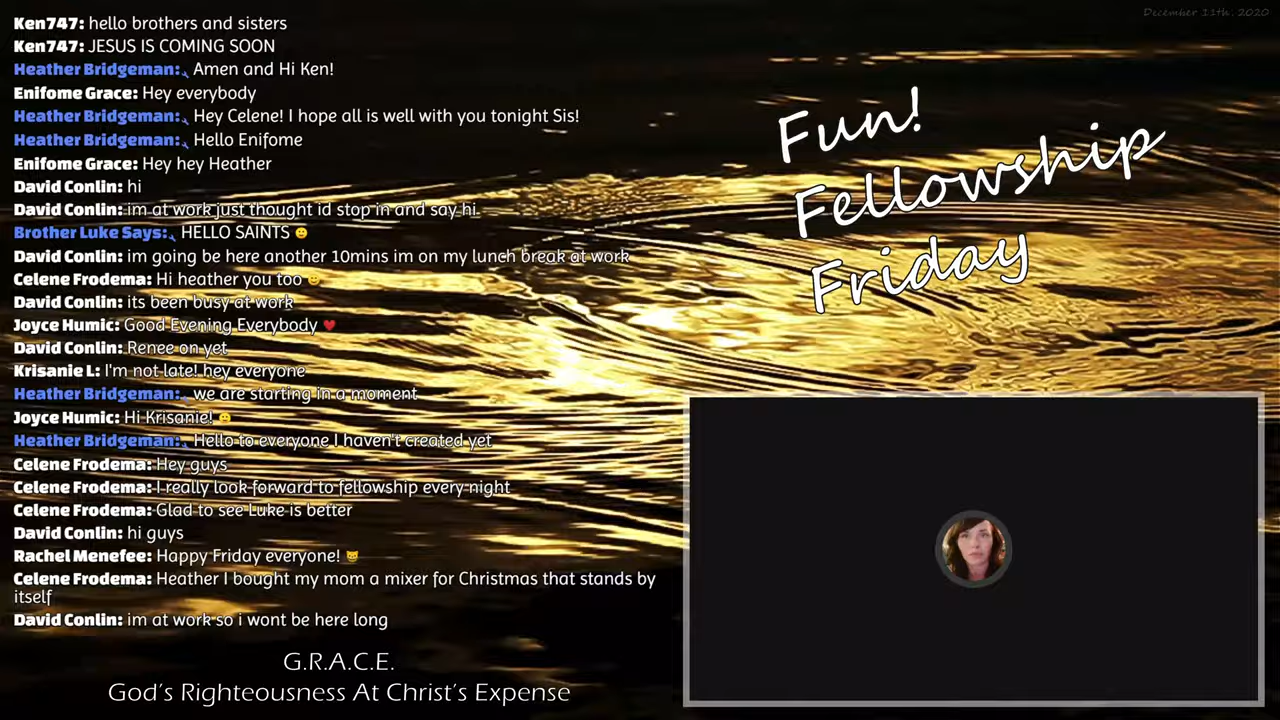 Ken747: hello brothers and sisters
Ken747: JESUS IS COMING SOON
Heather Bridgeman: Amen and Hi Ken!
Enifome Grace: Hey everybody
Heather Bridgeman: Hey Celene! I hope all is well with you tonight Sis!
Heather Bridgeman: Hello Enifome
Enifome Grace: Hey hey Heather
David Conlin: hi
David Conlin: im at work just thought id stop in and say hi
Brother Luke Says: HELLO SAINTS 🙂
David Conlin: im going be here another 10mins im on my lunch break at work
Celene Frodema: Hi heather you too 🙂
David Conlin: its been busy at work
Joyce Humic: Good Evening Everybody ♥
David Conlin: Renee on yet
Krisanie L: I'm not late! hey everyone
Heather Bridgeman: we are starting in a moment
Joyce Humic: Hi Krisanie! 🙂
Heather Bridgeman: Hello to everyone I haven't created yet
Celene Frodema: Hey guys
Celene Frodema: I really look forward to fellowship every night
Celene Frodema: Glad to see Luke is better
David Conlin: hi guys
Rachel Menefee: Happy Friday everyone! 😺
Celene Frodema: Heather I bought my mom a mixer for Christmas that stands by
itself
David Conlin: im at work so i wont be here long
G.R.A.C.E.
God's Righteousness At Christ's Expense
December 11th, 2020
Fun!
Fellowship
Friday